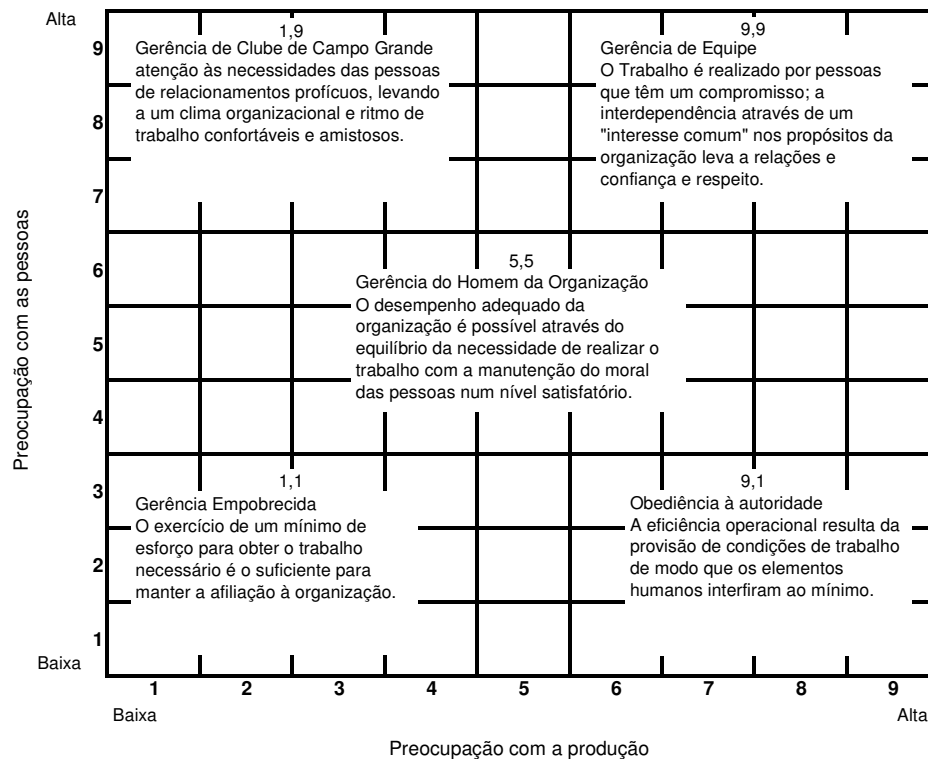 Alta
1,9
Gerência de Clube de Campo Grande
atenção às necessidades das pessoas
de relacionamentos profícuos, levando
a um clima organizacional e ritmo de
trabalho confortáveis e amistosos.
9,9
Gerência de Equipe
O Trabalho é realizado por pessoas
que têm um compromisso; a
interdependência através de um
"interesse comum" nos propósitos da
organização leva a relações e
confiança e respeito.
9
8
7
6
5
4
3
2
1
Preocupação com as pessoas
5,5
Gerência do Homem da Organização
O desempenho adequado da
organização é possível através do
equilíbrio da necessidade de realizar o
trabalho com a manutenção do moral
das pessoas num nível satisfatório.
1,1
Gerência Empobrecida
O exercício de um mínimo de
esforço para obter o trabalho
necessário é o suficiente para
manter a afiliação à organização.
9,1
Obediência à autoridade
A eficiência operacional resulta da
provisão de condições de trabalho
de modo que os elementos
humanos interfiram ao mínimo.
Baixa
1 2 3 4 5 6 7 8 9
Baixa
Alta
Preocupação com a produção